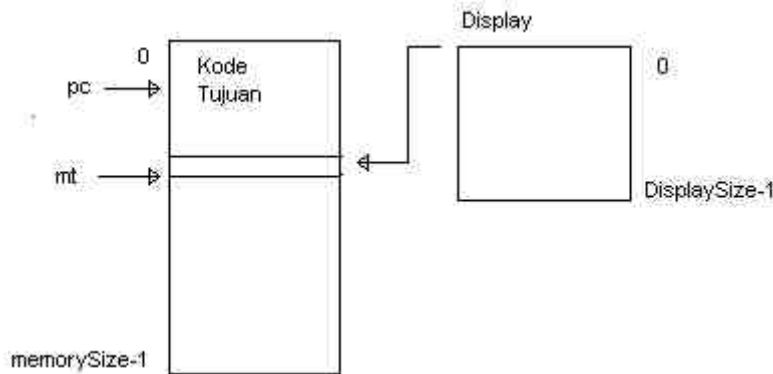 Display
0
Kode
Tujuan
pc
0
mt
DisplaySize-1
memorySize-1